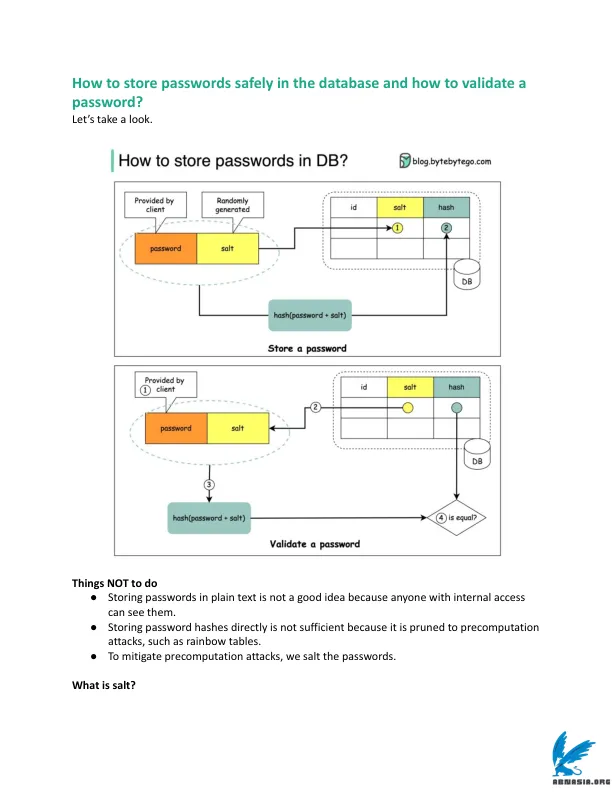 How to store passwords safely in the database and how to validate a
password?
Let's take a look.
How to store passwords in DB?
blog.bytebytego.com
Provided by
client
Randomly
generated
password
salt
id
salt
hash
1
2
DB
hash(password + salt)
Store a password
Provided by
1 client
password
salt
id
salt
hash
2
DB
3
hash(password + salt)
4 is equal?
Validate a password
Things NOT to do
● Storing passwords in plain text is not a good idea because anyone with internal access
can see them.
● Storing password hashes directly is not sufficient because it is pruned to precomputation
attacks, such as rainbow tables.
● To mitigate precomputation attacks, we salt the passwords.
What is salt?
ABNASIA.ORG